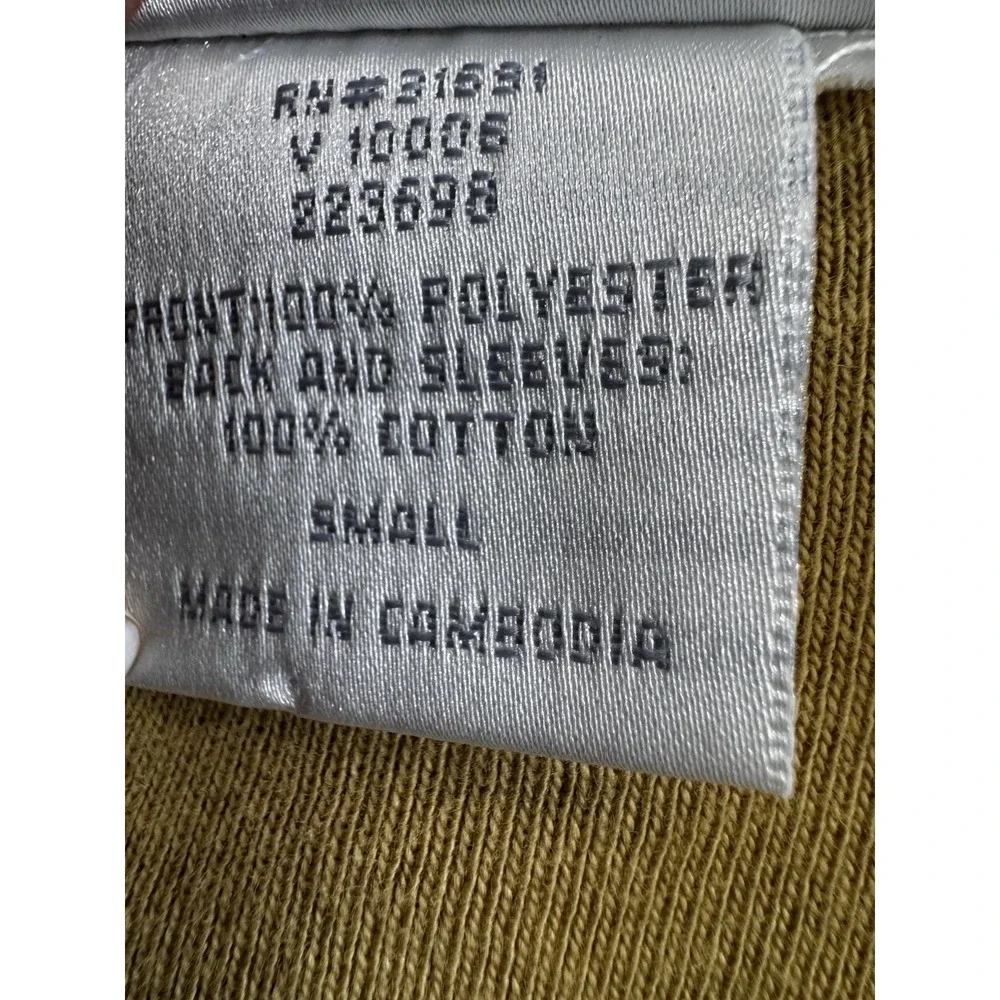 RN#31631
V 10006
223698
FRONT:100% POLYESTER
BACK AND SLEEVES:
100% COTTON
SMALL
MADE IN CAMBODIA